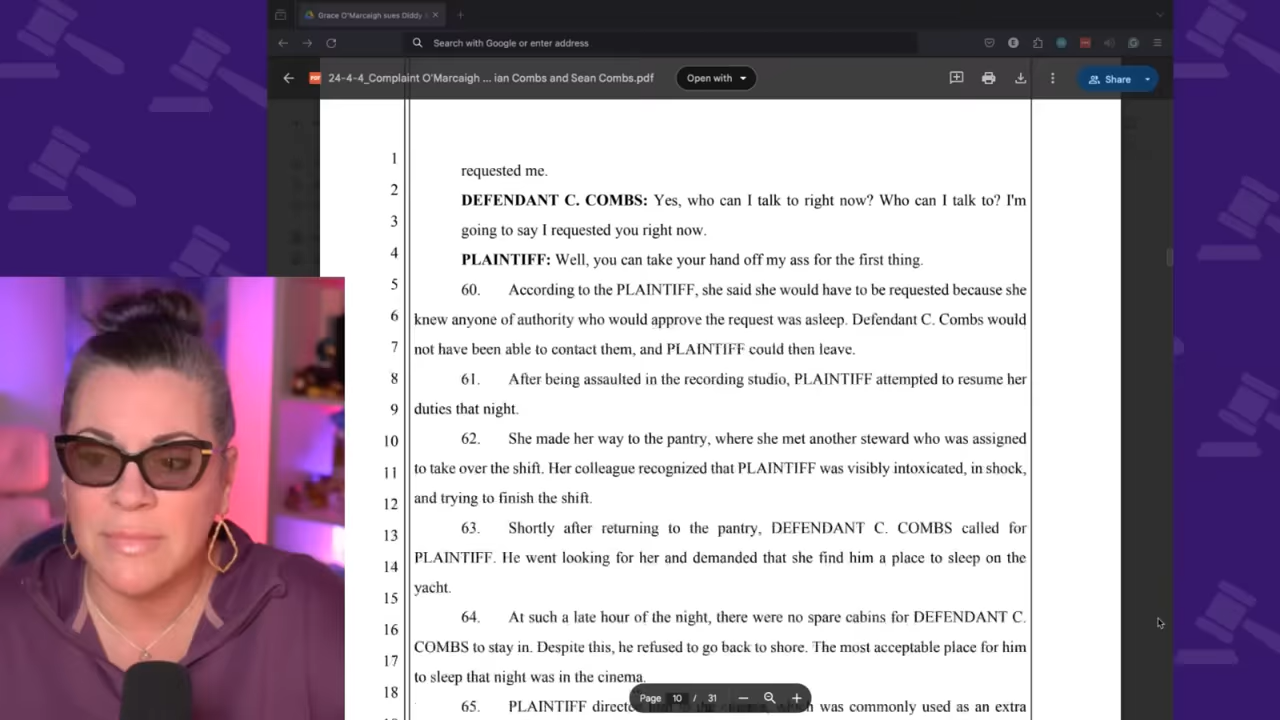 Grace O'Marcaigh sues Diddy
Search with Google or enter address
24-4-4_Complaint O'Marcaigh ... ian Combs and Sean Combs.pdf
Open with
Share
requested me.
DEFENDANT C. COMBS: Yes, who can I talk to right now? Who can I talk to? I'm
going to say I requested you right now.
PLAINTIFF: Well, you can take your hand off my ass for the first thing.
60. According to the PLAINTIFF, she said she would have to be requested because she
knew anyone of authority who would approve the request was asleep. Defendant C. Combs would
not have been able to contact them, and PLAINTIFF could then leave.
61. After being assaulted in the recording studio, PLAINTIFF attempted to resume her
duties that night.
62. She made her way to the pantry, where she met another steward who was assigned
to take over the shift. Her colleague recognized that PLAINTIFF was visibly intoxicated, in shock,
and trying to finish the shift.
63. Shortly after returning to the pantry, DEFENDANT C. COMBS called for
PLAINTIFF. He went looking for her and demanded that she find him a place to sleep on the
yacht.
64. At such a late hour of the night, there were no spare cabins for DEFENDANT C.
COMBS to stay in. Despite this, he refused to go back to shore. The most acceptable place for him
to sleep that night was in the cinema.
65. PLAINTIFF was commonly used as an extra
1
2
3
4
5
6
7
8
9
10
11
12
13
14
15
16
17
18
Page 10 / 31